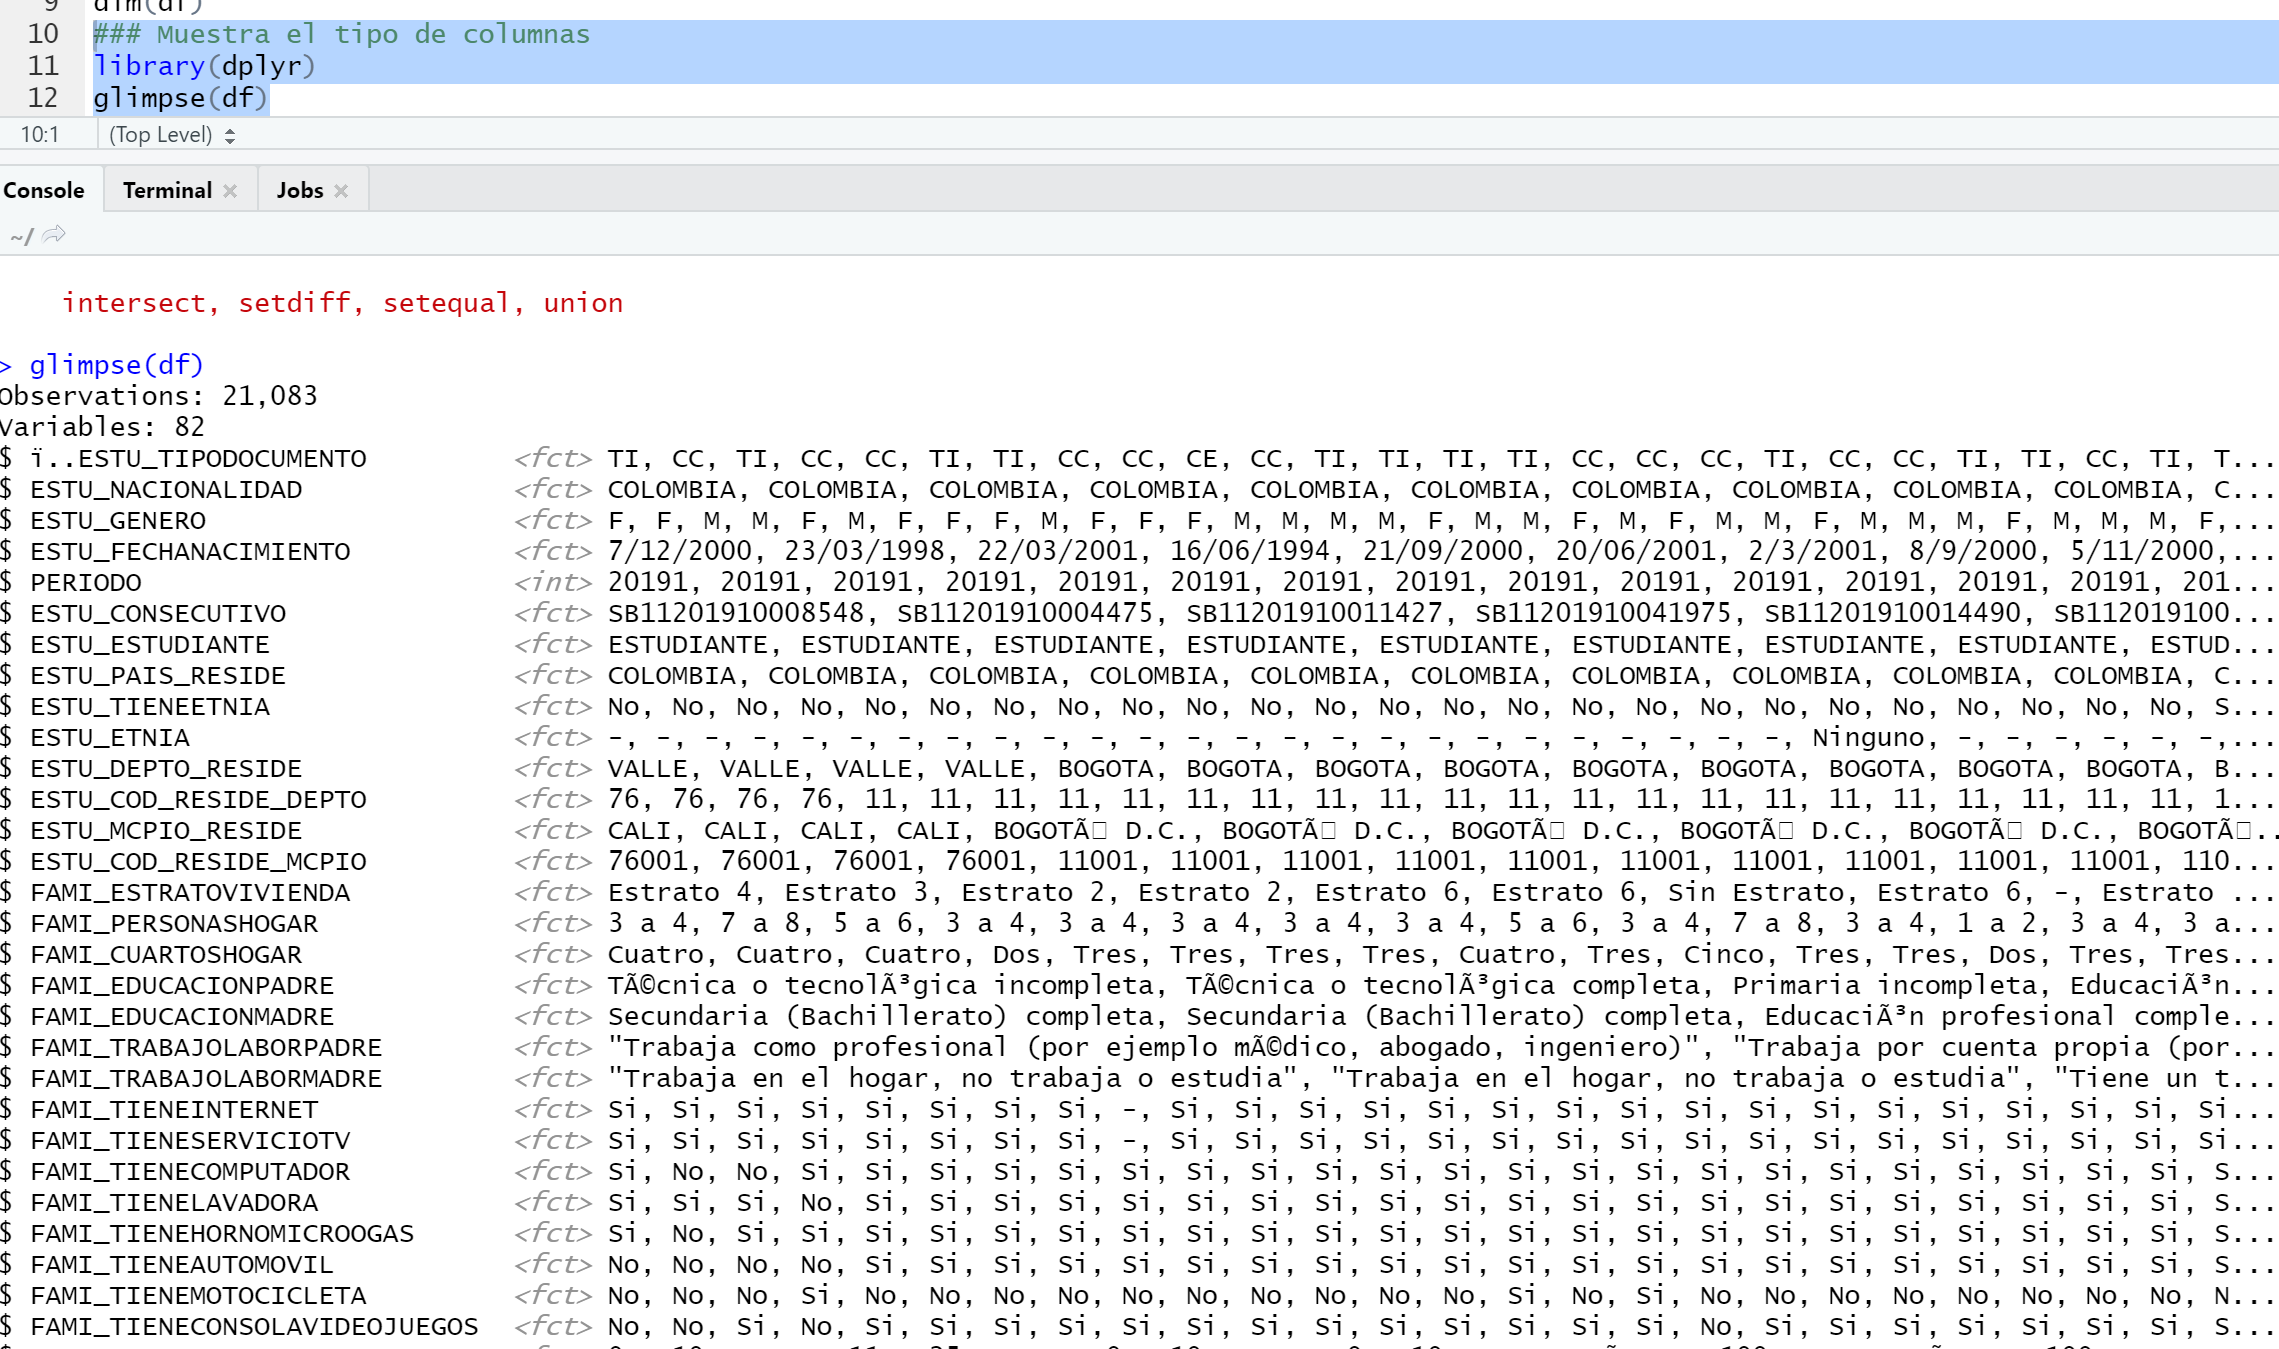 9 dim(df)
10 ### Muestra el tipo de columnas
11 library(dplyr)
12 glimpse(df)
10:1 (Top Level)
Console Terminal Jobs
~/
intersect, setdiff, setequal, union
> glimpse(df)
Observations: 21,083
Variables: 82
$ ï..ESTU_TIPODOCUMENTO <fct> TI, CC, TI, CC, CC, TI, TI, CC, CC, CE, CC, TI, TI, TI, TI, CC, CC, CC, TI, CC, CC, TI, TI, CC, TI, T...
$ ESTU_NACIONALIDAD <fct> COLOMBIA, COLOMBIA, COLOMBIA, COLOMBIA, COLOMBIA, COLOMBIA, COLOMBIA, COLOMBIA, COLOMBIA, COLOMBIA, C...
$ ESTU_GENERO <fct> F, F, M, M, F, M, F, F, F, M, F, F, F, M, M, M, M, F, M, M, F, M, F, M, M, F, M, M, M, F, M, M, M, F,...
$ ESTU_FECHANACIMIENTO <fct> 7/12/2000, 23/03/1998, 22/03/2001, 16/06/1994, 21/09/2000, 20/06/2001, 2/3/2001, 8/9/2000, 5/11/2000,...
$ PERIODO <int> 20191, 20191, 20191, 20191, 20191, 20191, 20191, 20191, 20191, 20191, 20191, 20191, 20191, 20191, 201...
$ ESTU_CONSECUTIVO <fct> SB11201910008548, SB11201910004475, SB11201910011427, SB11201910041975, SB11201910014490, SB112019100...
$ ESTU_ESTUDIANTE <fct> ESTUDIANTE, ESTUDIANTE, ESTUDIANTE, ESTUDIANTE, ESTUDIANTE, ESTUDIANTE, ESTUDIANTE, ESTUDIANTE, ESTUD...
$ ESTU_PAIS_RESIDE <fct> COLOMBIA, COLOMBIA, COLOMBIA, COLOMBIA, COLOMBIA, COLOMBIA, COLOMBIA, COLOMBIA, COLOMBIA, COLOMBIA, C...
$ ESTU_TIENEETNIA <fct> No, No, No, No, No, No, No, No, No, No, No, No, No, No, No, No, No, No, No, No, No, No, No, No, No, S...
$ ESTU_ETNIA <fct> -, -, -, -, -, -, -, -, -, -, -, -, -, -, -, -, -, -, -, -, -, -, -, -, -, Ninguno, -, -, -, -, -, -,...
$ ESTU_DEPTO_RESIDE <fct> VALLE, VALLE, VALLE, VALLE, BOGOTA, BOGOTA, BOGOTA, BOGOTA, BOGOTA, BOGOTA, BOGOTA, BOGOTA, BOGOTA, B...
$ ESTU_COD_RESIDE_DEPTO <fct> 76, 76, 76, 76, 11, 11, 11, 11, 11, 11, 11, 11, 11, 11, 11, 11, 11, 11, 11, 11, 11, 11, 11, 11, 11, 1...
$ ESTU_MCPIO_RESIDE <fct> CALI, CALI, CALI, CALI, BOGOTÃ□ D.C., BOGOTÃ□ D.C., BOGOTÃ□ D.C., BOGOTÃ□ D.C., BOGOTÃ□ D.C., BOGOTÃ□...
$ ESTU_COD_RESIDE_MCPIO <fct> 76001, 76001, 76001, 76001, 11001, 11001, 11001, 11001, 11001, 11001, 11001, 11001, 11001, 11001, 110...
$ FAMI_ESTRATOVIVIENDA <fct> Estrato 4, Estrato 3, Estrato 2, Estrato 2, Estrato 6, Estrato 6, Sin Estrato, Estrato 6, -, Estrato ...
$ FAMI_PERSONASHOGAR <fct> 3 a 4, 7 a 8, 5 a 6, 3 a 4, 3 a 4, 3 a 4, 3 a 4, 3 a 4, 5 a 6, 3 a 4, 7 a 8, 3 a 4, 1 a 2, 3 a 4, 3 a...
$ FAMI_CUARTOSHOGAR <fct> Cuatro, Cuatro, Cuatro, Dos, Tres, Tres, Tres, Tres, Cuatro, Tres, Cinco, Tres, Tres, Dos, Tres, Tres...
$ FAMI_EDUCACIONPADRE <fct> TÃ©cnica o tecnolÃ³gica incompleta, TÃ©cnica o tecnolÃ³gica completa, Primaria incompleta, EducaciÃ³n...
$ FAMI_EDUCACIONMADRE <fct> Secundaria (Bachillerato) completa, Secundaria (Bachillerato) completa, EducaciÃ³n profesional comple...
$ FAMI_TRABAJOLABORPADRE <fct> "Trabaja como profesional (por ejemplo mÃ©dico, abogado, ingeniero)", "Trabaja por cuenta propia (por...
$ FAMI_TRABAJOLABORMADRE <fct> "Trabaja en el hogar, no trabaja o estudia", "Trabaja en el hogar, no trabaja o estudia", "Tiene un t...
$ FAMI_TIENEINTERNET <fct> Si, Si, Si, Si, Si, Si, Si, Si, -, Si, Si, Si, Si, Si, Si, Si, Si, Si, Si, Si, Si, Si, Si, Si, Si, Si...
$ FAMI_TIENESERVICIOTV <fct> Si, Si, Si, Si, Si, Si, Si, Si, -, Si, Si, Si, Si, Si, Si, Si, Si, Si, Si, Si, Si, Si, Si, Si, Si, Si...
$ FAMI_TIENECOMPUTADOR <fct> Si, No, No, Si, Si, Si, Si, Si, Si, Si, Si, Si, Si, Si, Si, Si, Si, Si, Si, Si, Si, Si, Si, Si, Si, S...
$ FAMI_TIENELAVADORA <fct> Si, Si, Si, No, Si, Si, Si, Si, Si, Si, Si, Si, Si, Si, Si, Si, Si, Si, Si, Si, Si, Si, Si, Si, Si, S...
$ FAMI_TIENEHORNOMICROOGAS <fct> Si, No, Si, Si, Si, Si, Si, Si, Si, Si, Si, Si, Si, Si, Si, Si, Si, Si, Si, Si, Si, Si, Si, Si, Si, S...
$ FAMI_TIENEAUTOMOVIL <fct> No, No, No, No, Si, Si, Si, Si, Si, Si, Si, Si, Si, Si, Si, Si, Si, Si, Si, Si, Si, Si, Si, Si, Si, S...
$ FAMI_TIENEMOTOCICLETA <fct> No, No, No, Si, No, No, No, No, No, No, No, No, No, No, Si, No, Si, No, No, No, No, No, No, No, No, N...
$ FAMI_TIENECONSOLAVIDEOJUEGOS <fct> No, No, Si, No, Si, Si, Si, Si, Si, Si, Si, Si, Si, Si, Si, Si, Si, No, Si, Si, Si, Si, Si, Si, Si, S...